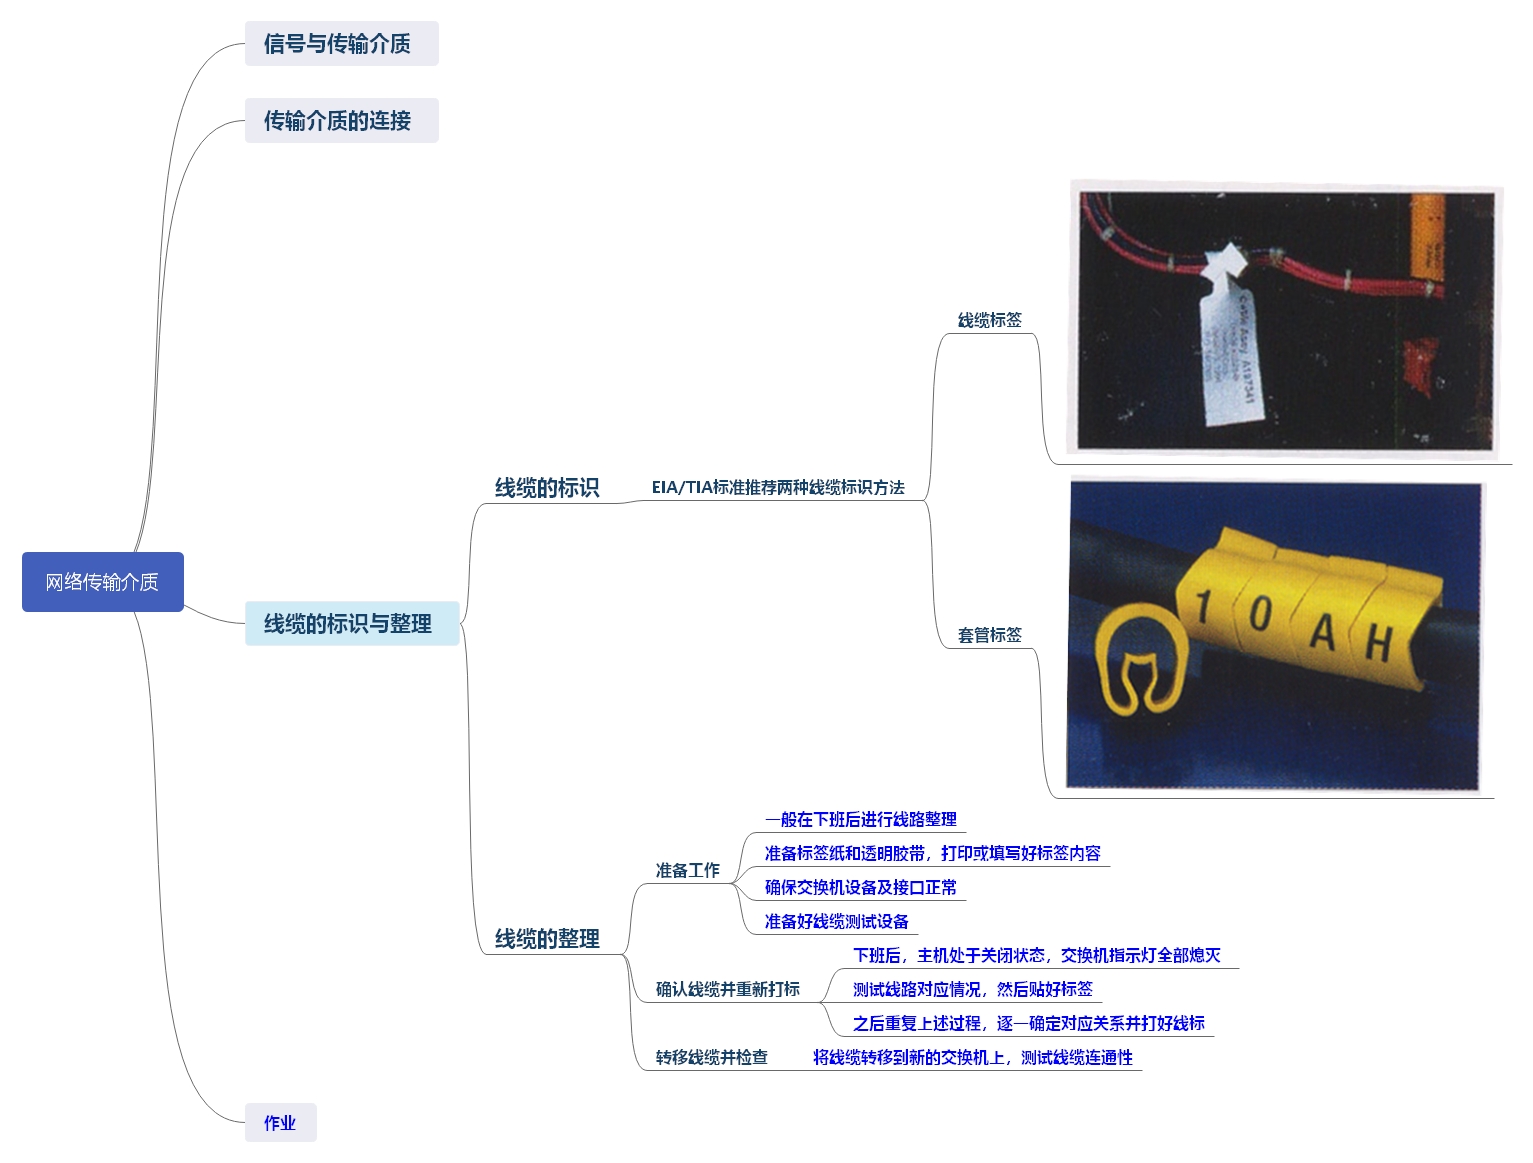 信号与传输介质
传输介质的连接
网络传输介质
线缆的标识与整理
线缆的标识
EIA/TIA标准推荐两种线缆标识方法
线缆标签
A197341
套管标签
10AH
线缆的整理
准备工作
一般在下班后进行线路整理
准备标签纸和透明胶带，打印或填写好标签内容
确保交换机设备及接口正常
准备好线缆测试设备
确认线缆并重新打标
下班后，主机处于关闭状态，交换机指示灯全部熄灭
测试线路对应情况，然后贴好标签
之后重复上述过程，逐一确定对应关系并打好线标
转移线缆并检查
将线缆转移到新的交换机上，测试线缆连通性
作业